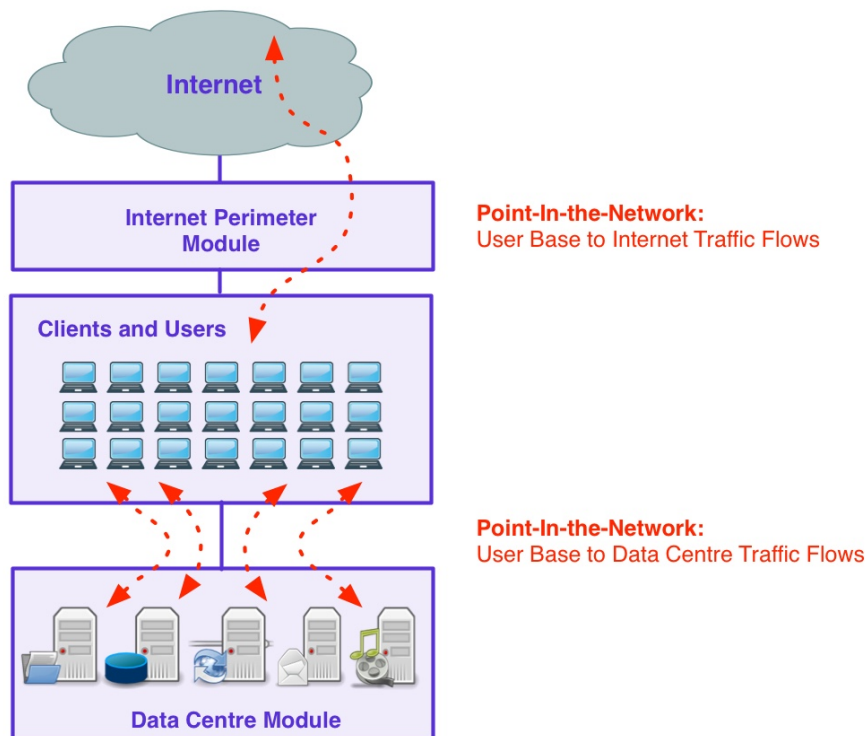 Internet
Internet Perimeter
Module
Point-In-the-Network:
User Base to Internet Traffic Flows
Clients and Users
Point-In-the-Network:
User Base to Data Centre Traffic Flows
Data Centre Module